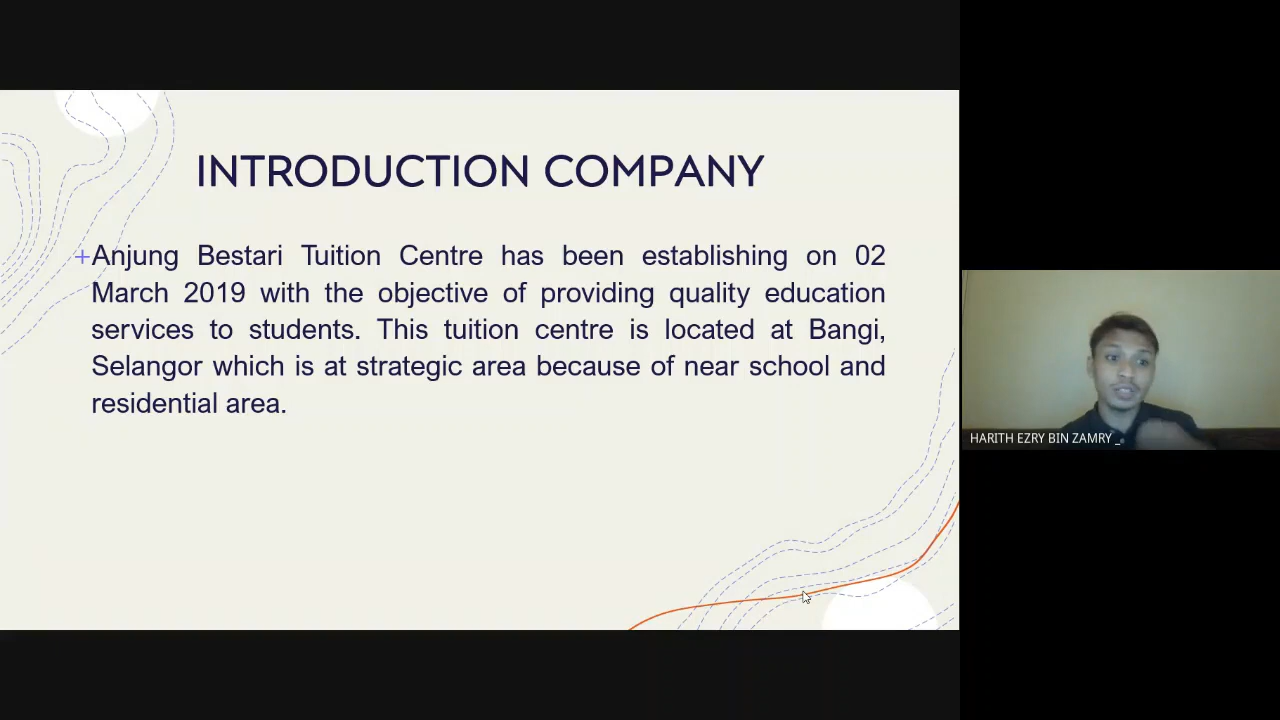 INTRODUCTION COMPANY
+Anjung Bestari Tuition Centre has been establishing on 02
March 2019 with the objective of providing quality education
services to students. This tuition centre is located at Bangi,
Selangor which is at strategic area because of near school and
residential area.
HARITH EZRY BIN ZAMRY _